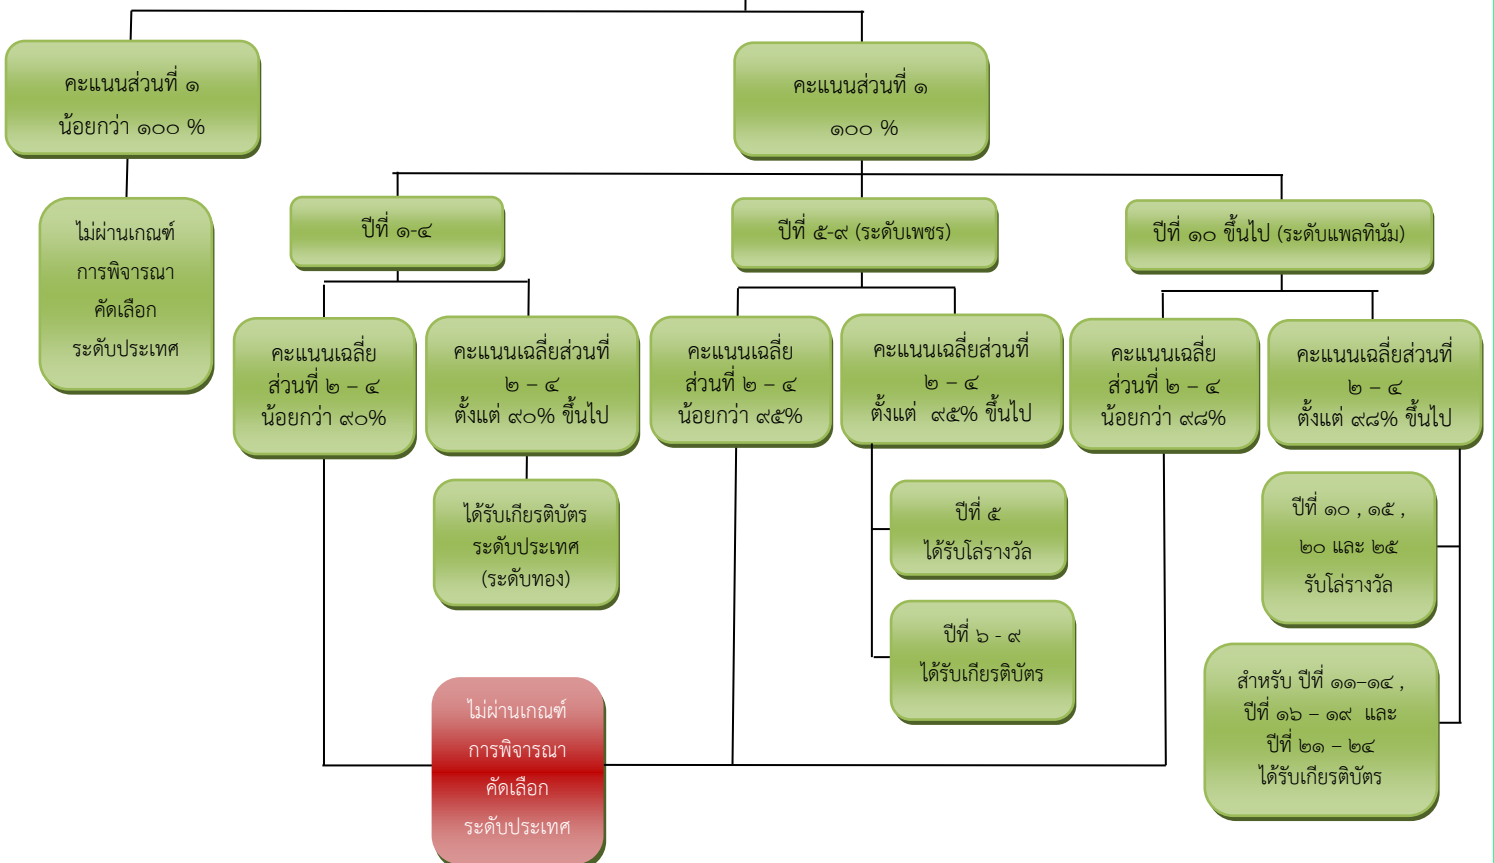 คะแนนส่วนที่ ๑
น้อยกว่า ๑๐๐ %
คะแนนส่วนที่ ๑
๑๐๐ %
ไม่ผ่านเกณฑ์
การพิจารณา
คัดเลือก
ระดับประเทศ
ปีที่ ๑-๔
ปีที่ ๕-๙ (ระดับเพชร)
ปีที่ ๑๐ ขึ้นไป (ระดับแพลทินัม)
คะแนนเฉลี่ย
ส่วนที่ ๒ – ๔
น้อยกว่า ๙๐%
คะแนนเฉลี่ยส่วนที่
๒ – ๔
ตั้งแต่ ๙๐% ขึ้นไป
คะแนนเฉลี่ย
ส่วนที่ ๒ – ๔
น้อยกว่า ๙๕%
คะแนนเฉลี่ยส่วนที่
๒ – ๔
ตั้งแต่ ๙๕% ขึ้นไป
คะแนนเฉลี่ย
ส่วนที่ ๒ – ๔
น้อยกว่า ๙๘%
คะแนนเฉลี่ยส่วนที่
๒ – ๔
ตั้งแต่ ๙๘% ขึ้นไป
ได้รับเกียรติบัตร
ระดับประเทศ
(ระดับทอง)
ปีที่ ๕
ได้รับโล่รางวัล
ปีที่ ๖ - ๙
ได้รับเกียรติบัตร
ปีที่ ๑๐ , ๑๕ ,
๒๐ และ ๒๕
รับโล่รางวัล
สำหรับ ปีที่ ๑๑–๑๔ ,
ปีที่ ๑๖ – ๑๙ และ
ปีที่ ๒๑ – ๒๔
ได้รับเกียรติบัตร
ไม่ผ่านเกณฑ์
การพิจารณา
คัดเลือก
ระดับประเทศ